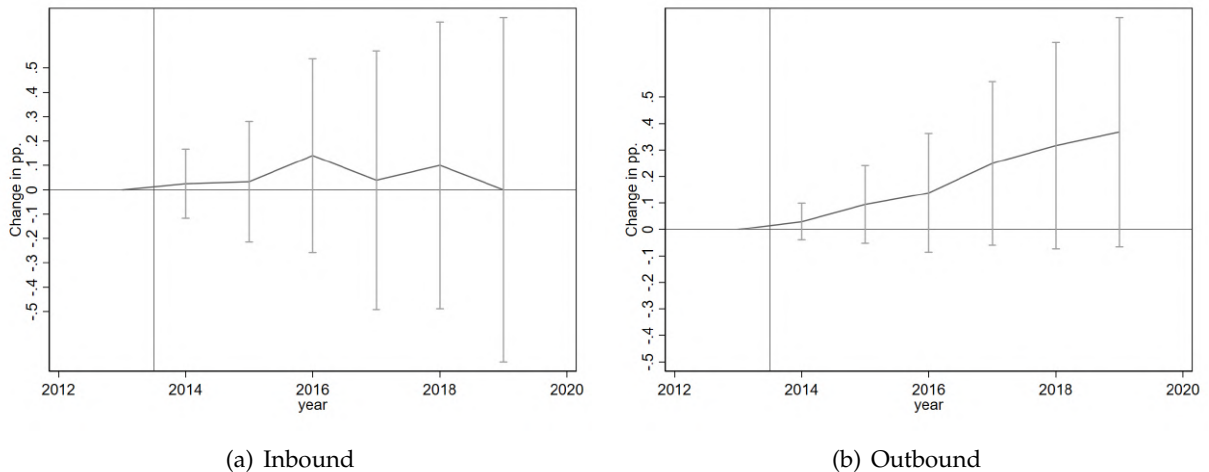 Change in pp.
.5
.4
.3
.2
.1
0
-.1
-.2
-.3
-.4
-.5
2012 2014 2016 2018 2020
year
(a) Inbound
Change in pp.
.5
.4
.3
.2
.1
0
-.1
-.2
-.3
-.4
-.5
2012 2014 2016 2018 2020
year
(b) Outbound